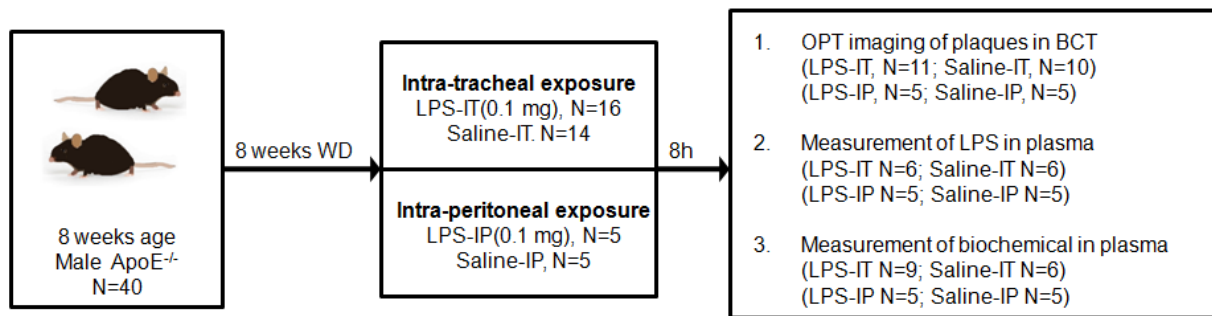 8 weeks age
Male ApoE-/-
N=40
8 weeks WD
Intra-tracheal exposure
LPS-IT(0.1 mg), N=16
Saline-IT. N=14
Intra-peritoneal exposure
LPS-IP(0.1 mg), N=5
Saline-IP, N=5
8h
1. OPT imaging of plaques in BCT
(LPS-IT, N=11; Saline-IT, N=10)
(LPS-IP, N=5; Saline-IP, N=5)
2. Measurement of LPS in plasma
(LPS-IT N=6; Saline-IT N=6)
(LPS-IP N=5; Saline-IP N=5)
3. Measurement of biochemical in plasma
(LPS-IT N=9; Saline-IT N=6)
(LPS-IP N=5; Saline-IP N=5)